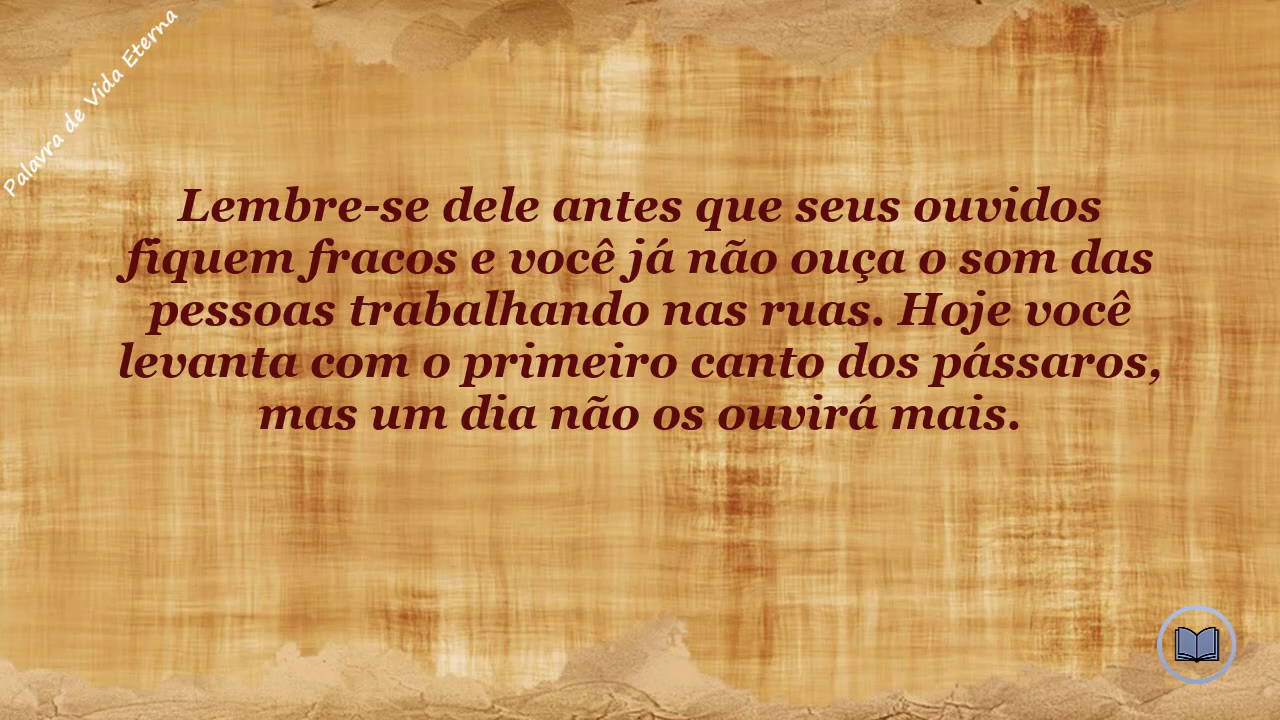 Palavra de Vida Eterna
Lembre-se dele antes que seus ouvidos
fiquem fracos e você já não ouça o som das
pessoas trabalhando nas ruas. Hoje você
levanta com o primeiro canto dos pássaros,
mas um dia não os ouvirá mais.